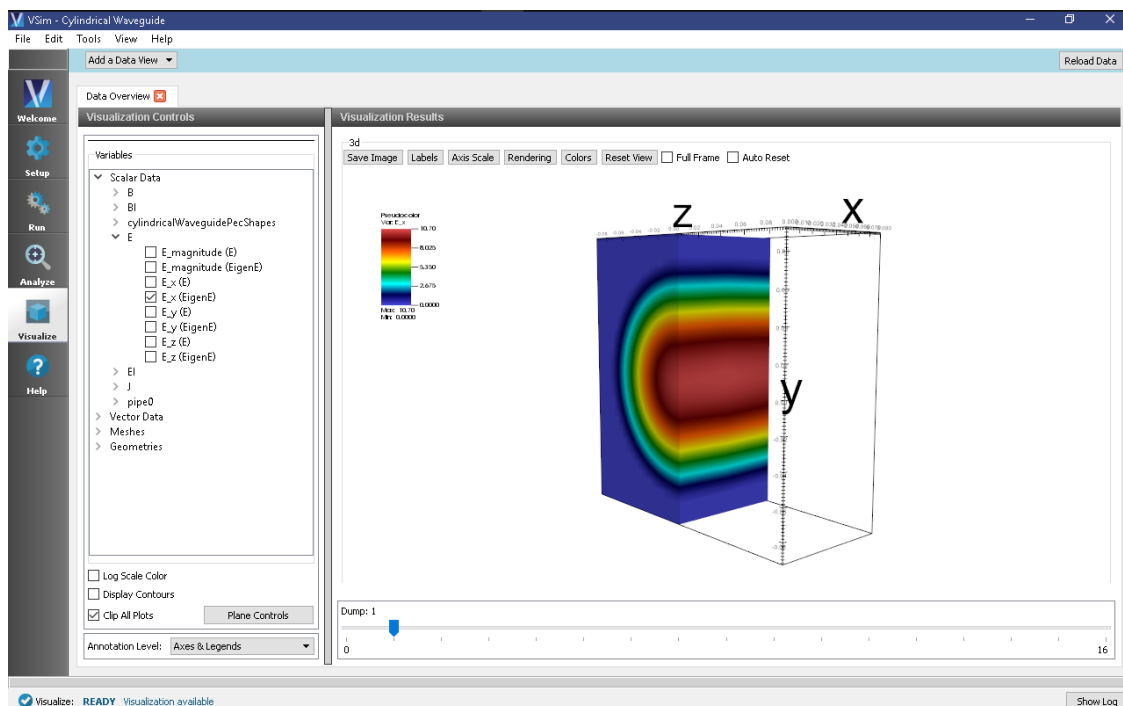 VSim - Cylindrical Waveguide
File Edit Tools View Help
Add a Data View
Reload Data
Data Overview
Welcome
Setup
Run
Analyze
Visualize
Help
Visualization Controls
Variables
Scalar Data
B
BI
cylindricalWaveguidePecShapes
E
E_magnitude (E)
E_magnitude (EigenE)
E_x (E)
E_x (EigenE)
E_y (E)
E_y (EigenE)
E_z (E)
E_z (EigenE)
EI
J
pipe0
Vector Data
Meshes
Geometries
Log Scale Color
Display Contours
Clip All Plots
Plane Controls
Annotation Level: Axes & Legends
Visualization Results
3d
Save Image Labels Axis Scale Rendering Colors Reset View Full Frame Auto Reset
Pseudocolor
Var: E_x
10.70
8.025
5.350
2.675
0.0000
Max: 10.70
Min: 0.0000
z
x
y
Dump: 1
0
16
Visualize: READY Visualization available
Show Log